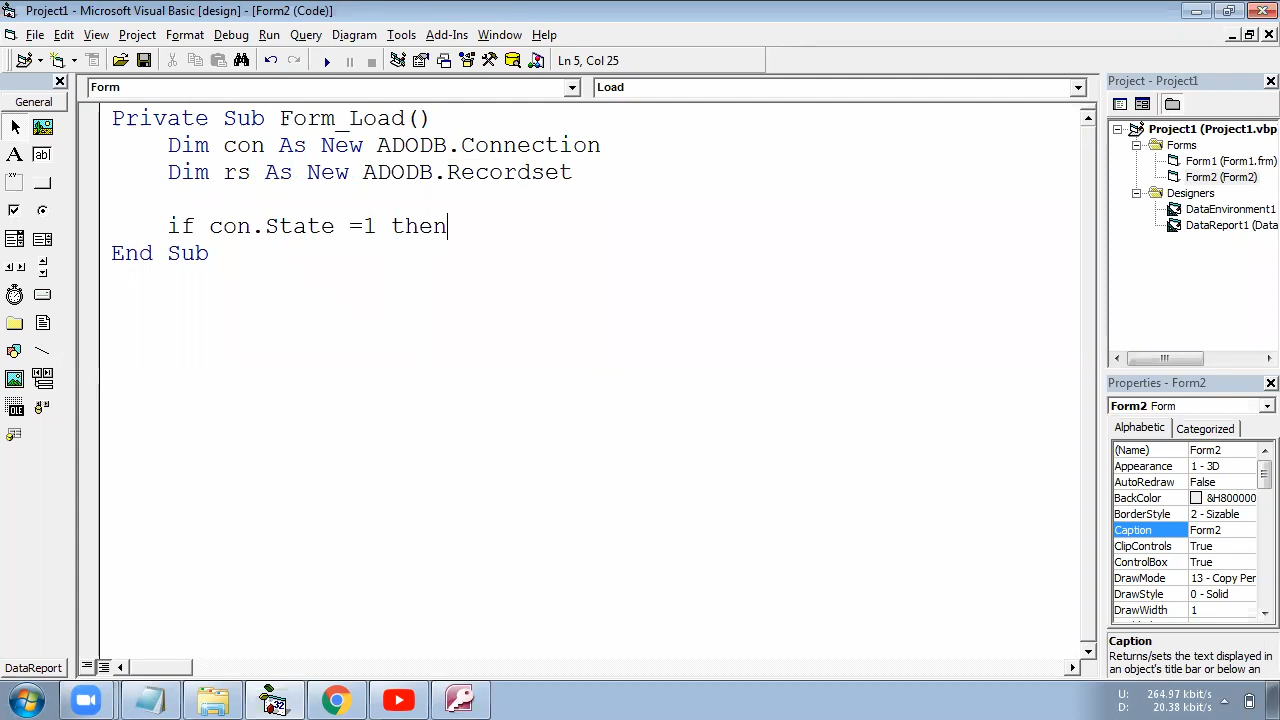 Project1 - Microsoft Visual Basic [design] - [Form2 (Code)]
File Edit View Project Format Debug Run Query Diagram Tools Add-Ins Window Help
Ln 5, Col 25
General
Form
Load
Private Sub Form_Load()
Dim con As New ADODB.Connection
Dim rs As New ADODB.Recordset
if con.State =1 then
End Sub
DataReport
Project - Project1
Project1 (Project1.vbp
Forms
Form1 (Form1.frm)
Form2 (Form2)
Designers
DataEnvironment1
DataReport1 (Data
Properties - Form2
Form2 Form
Alphabetic Categorized
(Name) Form2
Appearance 1 - 3D
AutoRedraw False
BackColor &H800000
BorderStyle 2 - Sizable
Caption Form2
ClipControls True
ControlBox True
DrawMode 13 - Copy Per
DrawStyle 0 - Solid
DrawWidth 1
Caption
Returns/sets the text displayed in
an object's title bar or below an
U: 264.97 kbit/s
D: 20.38 kbit/s